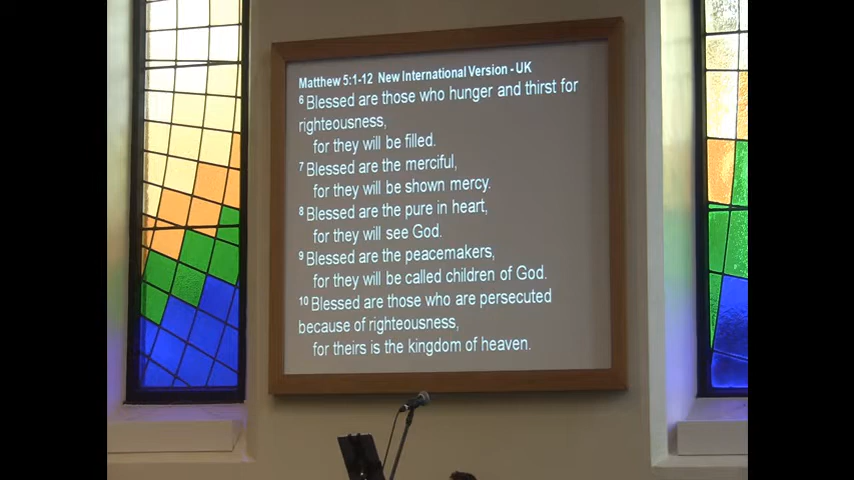 Matthew 5:1-12 New International Version - UK
6 Blessed are those who hunger and thirst for
righteousness,
for they will be filled.
7 Blessed are the merciful,
for they will be shown mercy.
8 Blessed are the pure in heart,
for they will see God.
9 Blessed are the peacemakers,
for they will be called children of God.
10 Blessed are those who are persecuted
because of righteousness,
for theirs is the kingdom of heaven.